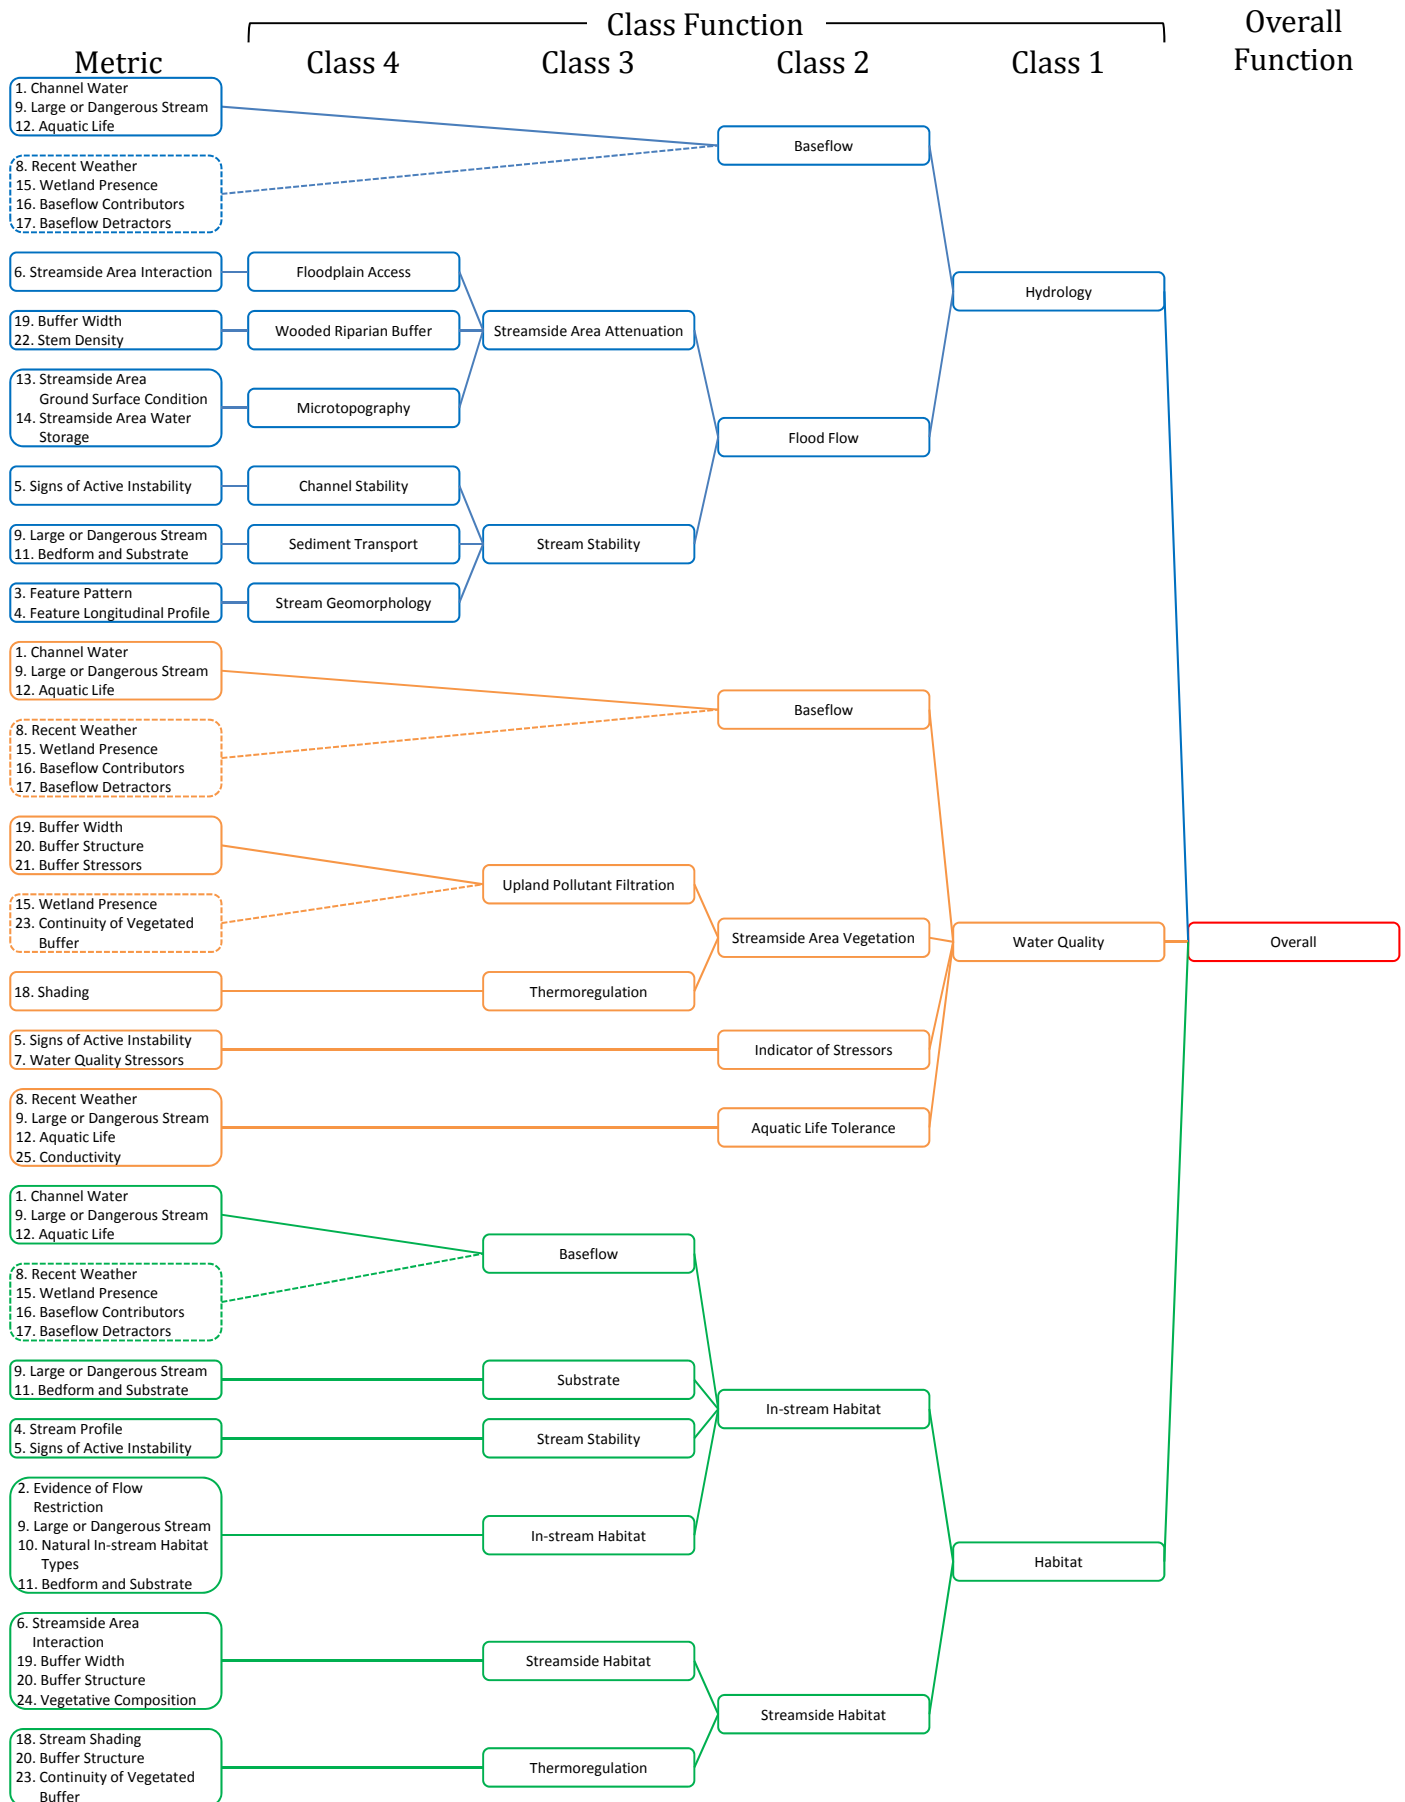 Class Function
Overall
Function
Metric
Class 4
Class 3
Class 2
Class 1
1. Channel Water
9. Large or Dangerous Stream
12. Aquatic Life
Baseflow
8. Recent Weather
15. Wetland Presence
16. Baseflow Contributors
17. Baseflow Detractors
6. Streamside Area Interaction
Floodplain Access
Hydrology
19. Buffer Width
22. Stem Density
Wooded Riparian Buffer
Streamside Area Attenuation
13. Streamside Area
Ground Surface Condition
14. Streamside Area Water
Storage
Microtopography
Flood Flow
5. Signs of Active Instability
Channel Stability
9. Large or Dangerous Stream
11. Bedform and Substrate
Sediment Transport
Stream Stability
3. Feature Pattern
4. Feature Longitudinal Profile
Stream Geomorphology
1. Channel Water
9. Large or Dangerous Stream
12. Aquatic Life
Baseflow
8. Recent Weather
15. Wetland Presence
16. Baseflow Contributors
17. Baseflow Detractors
19. Buffer Width
20. Buffer Structure
21. Buffer Stressors
Upland Pollutant Filtration
15. Wetland Presence
23. Continuity of Vegetated
Buffer
Streamside Area Vegetation
Water Quality
Overall
18. Shading
Thermoregulation
5. Signs of Active Instability
7. Water Quality Stressors
Indicator of Stressors
8. Recent Weather
9. Large or Dangerous Stream
12. Aquatic Life
25. Conductivity
Aquatic Life Tolerance
1. Channel Water
9. Large or Dangerous Stream
12. Aquatic Life
Baseflow
8. Recent Weather
15. Wetland Presence
16. Baseflow Contributors
17. Baseflow Detractors
9. Large or Dangerous Stream
11. Bedform and Substrate
Substrate
In-stream Habitat
4. Stream Profile
5. Signs of Active Instability
Stream Stability
2. Evidence of Flow
Restriction
9. Large or Dangerous Stream
10. Natural In-stream Habitat
Types
11. Bedform and Substrate
In-stream Habitat
Habitat
6. Streamside Area
Interaction
19. Buffer Width
20. Buffer Structure
24. Vegetative Composition
Streamside Habitat
Streamside Habitat
18. Stream Shading
20. Buffer Structure
23. Continuity of Vegetated
Buffer
Thermoregulation